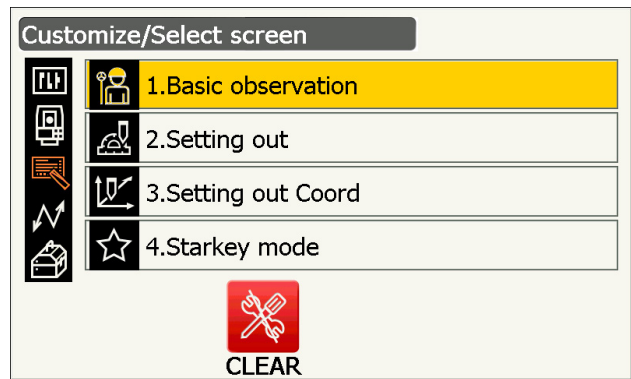 Customize/Select screen
1.Basic observation
2.Setting out
3.Setting out Coord
4.Starkey mode
CLEAR